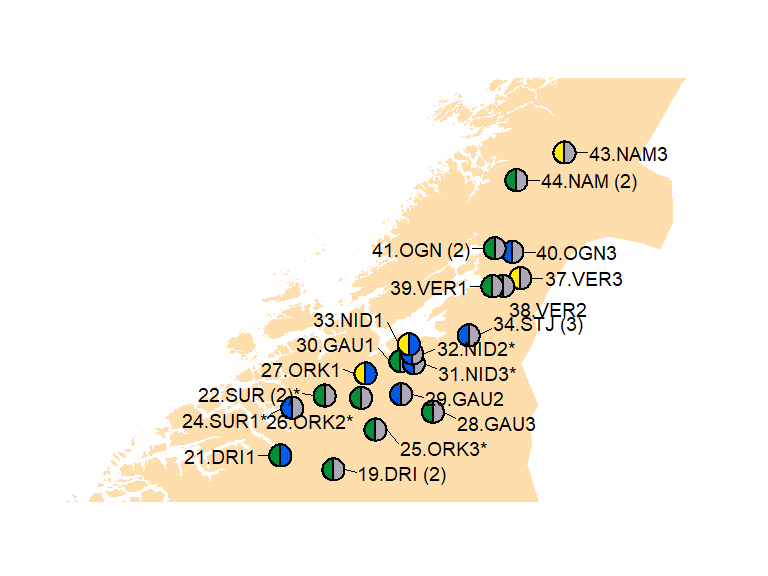 43.NAM3
44.NAM (2)
41.OGN (2)
40.OGN3
37.VER3
39.VER1
38.VER2
33.NID1
34.STJ (3)
30.GAU1
32.NID2*
27.ORK1
31.NID3*
22.SUR (2)*
29.GAU2
24.SUR1*
26.ORK2*
28.GAU3
25.ORK3*
21.DRI1
19.DRI (2)